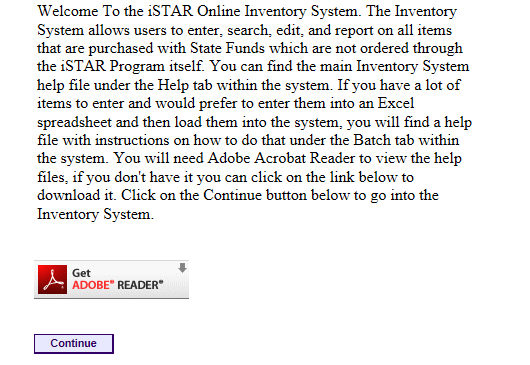 Welcome To the iSTAR Online Inventory System. The Inventory
System allows users to enter, search, edit, and report on all items
that are purchased with State Funds which are not ordered through
the iSTAR Program itself. You can find the main Inventory System
help file under the Help tab within the system. If you have a lot of
items to enter and would prefer to enter them into an Excel
spreadsheet and then load them into the system, you will find a help
file with instructions on how to do that under the Batch tab within
the system. You will need Adobe Acrobat Reader to view the help
files, if you don't have it you can click on the link below to
download it. Click on the Continue button below to go into the
Inventory System.
Get
ADOBE® READER®
Continue